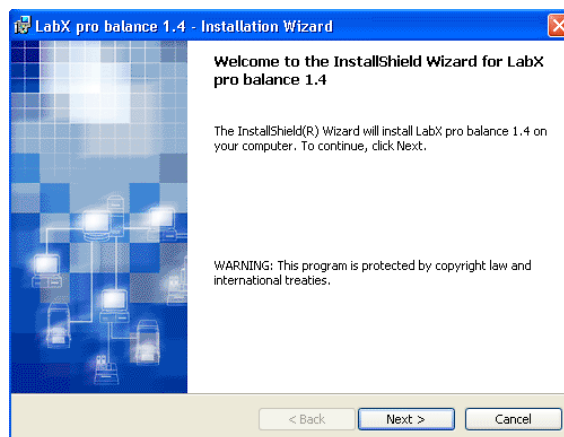 LabX pro balance 1.4 - Installation Wizard
Welcome to the InstallShield Wizard for LabX
pro balance 1.4
The InstallShield(R) Wizard will install LabX pro balance 1.4 on
your computer. To continue, click Next.
WARNING: This program is protected by copyright law and
international treaties.
< Back Next > Cancel